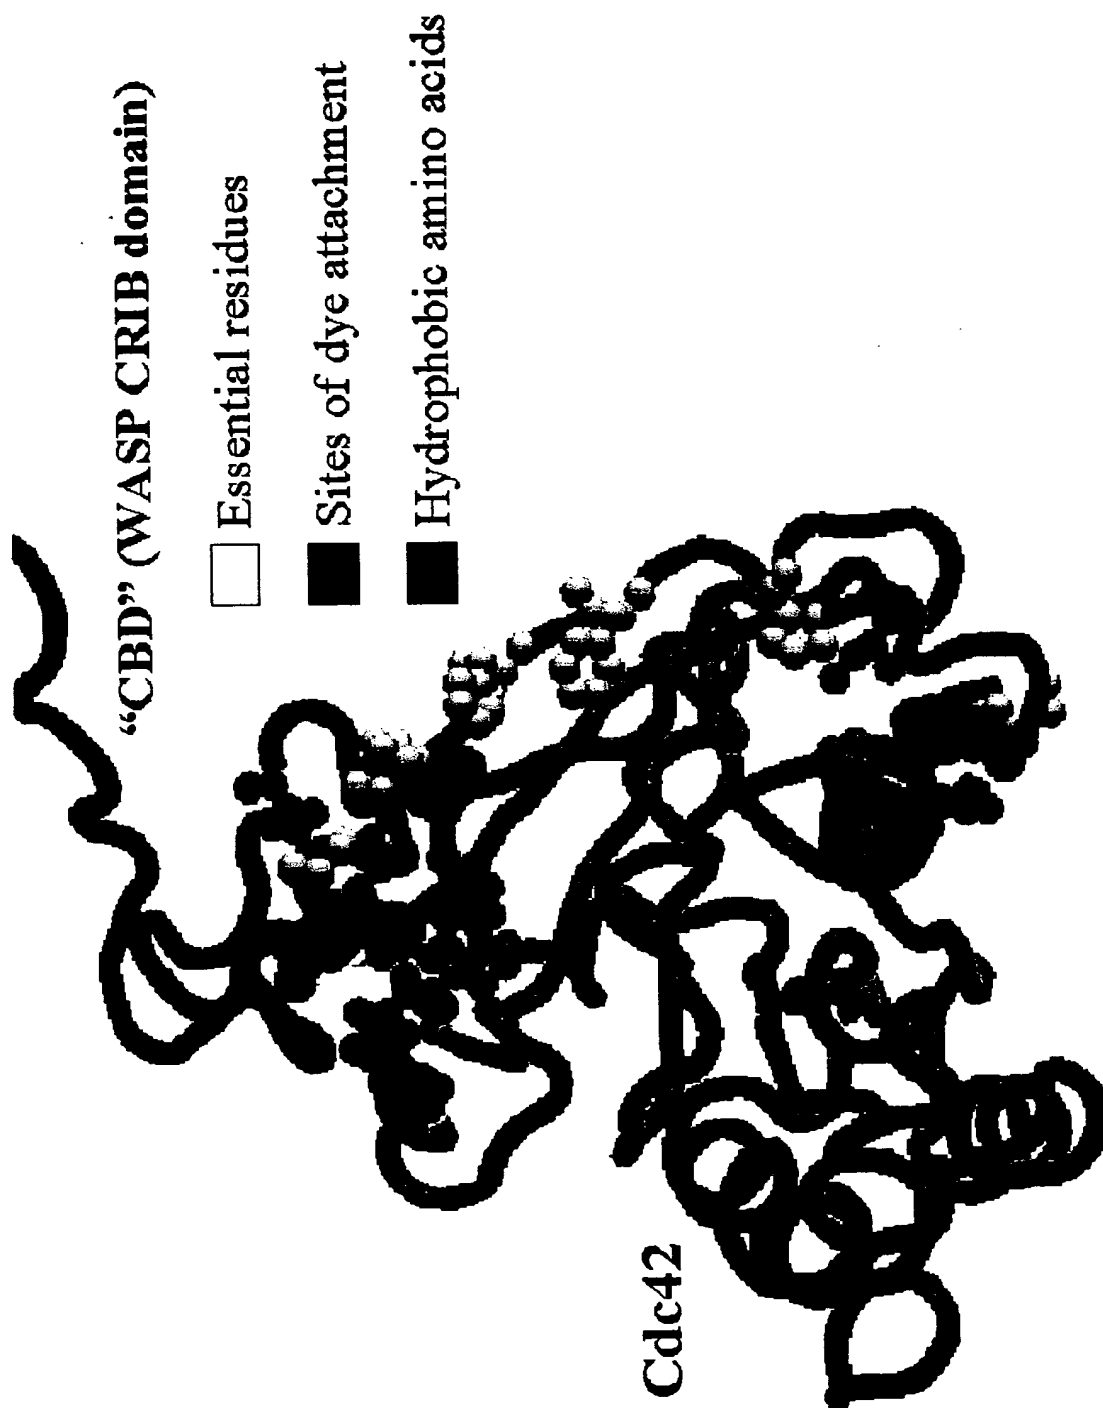 “CBD” (WASP CRIB domain)
Essential residues
Sites of dye attachment
Hydrophobic amino acids
Cdc42